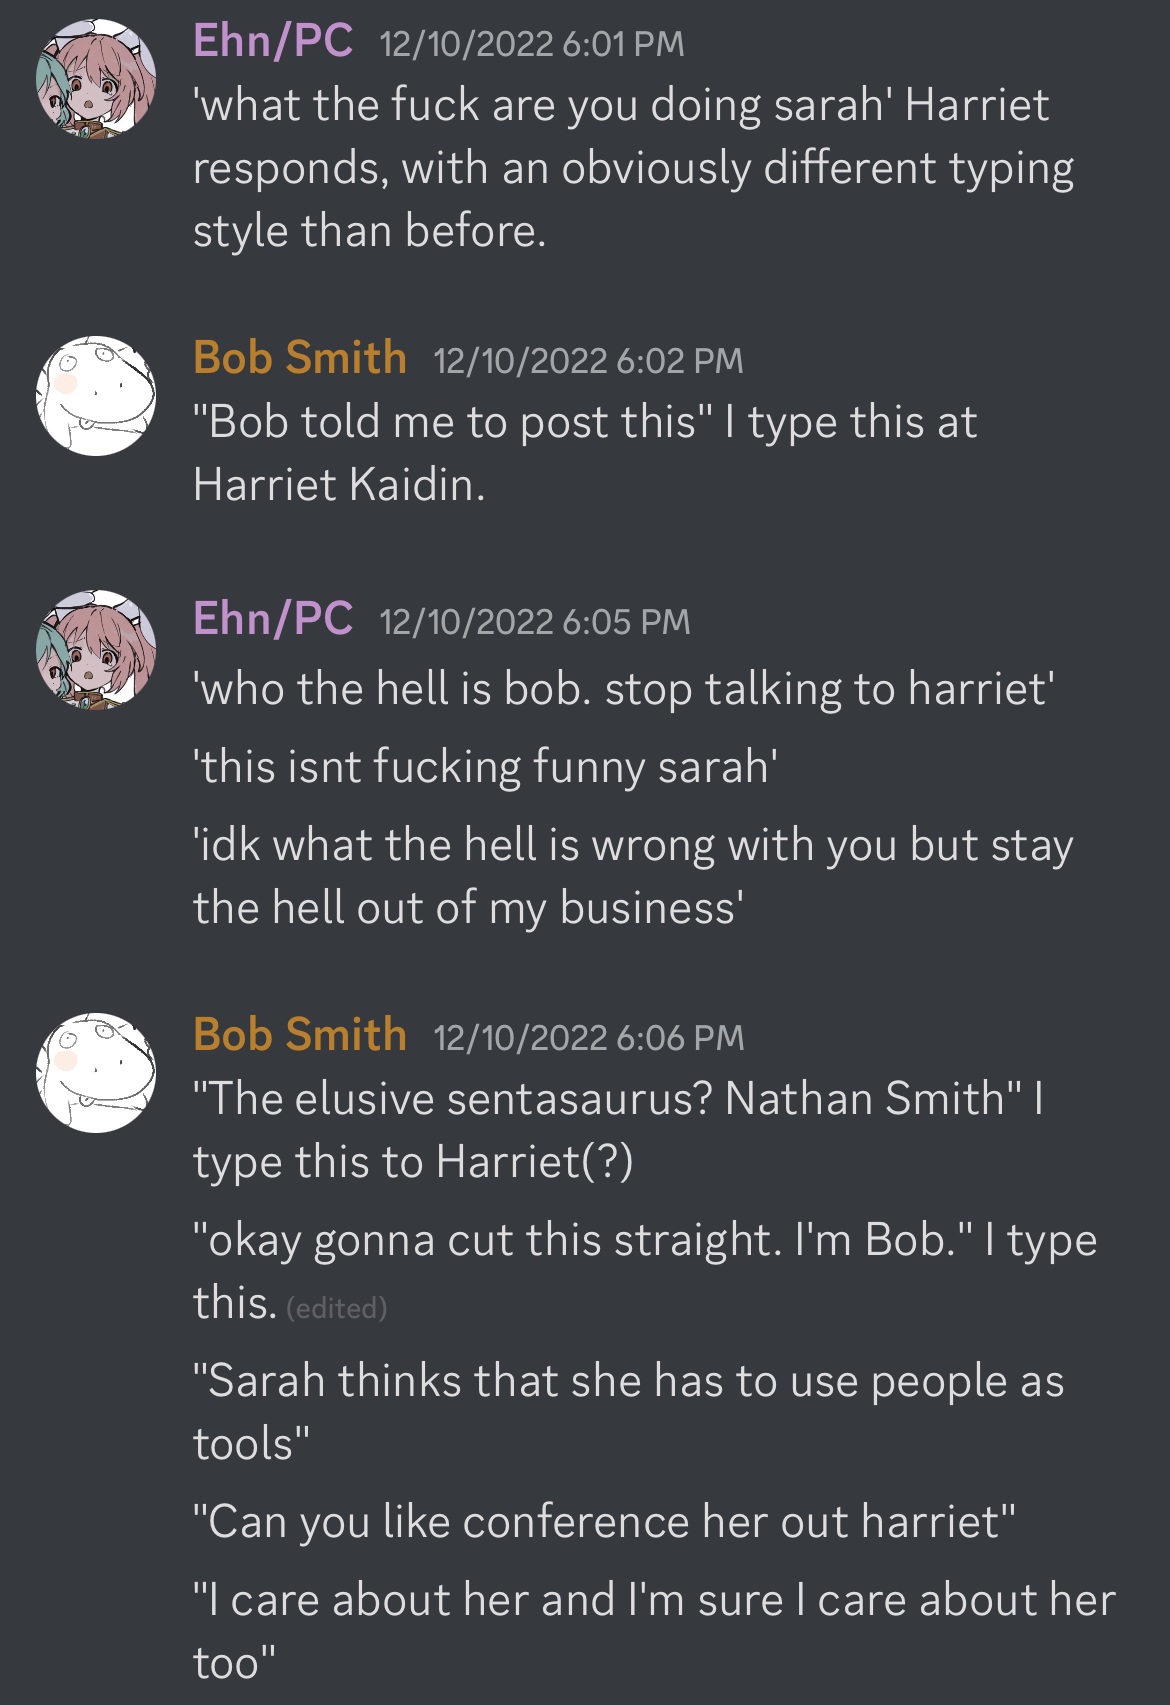 Ehn/PC 12/10/2022 6:01 PM
'what the fuck are you doing sarah' Harriet
responds, with an obviously different typing
style than before.
Bob Smith 12/10/2022 6:02 PM
"Bob told me to post this" I type this at
Harriet Kaidin.
Ehn/PC 12/10/2022 6:05 PM
'who the hell is bob. stop talking to harriet'
'this isnt fucking funny sarah'
'idk what the hell is wrong with you but stay
the hell out of my business'
Bob Smith 12/10/2022 6:06 PM
"The elusive sentasaurus? Nathan Smith" I
type this to Harriet(?)
"okay gonna cut this straight. I'm Bob." I type
this. (edited)
"Sarah thinks that she has to use people as
tools"
"Can you like conference her out harriet"
"I care about her and I'm sure I care about her
too"